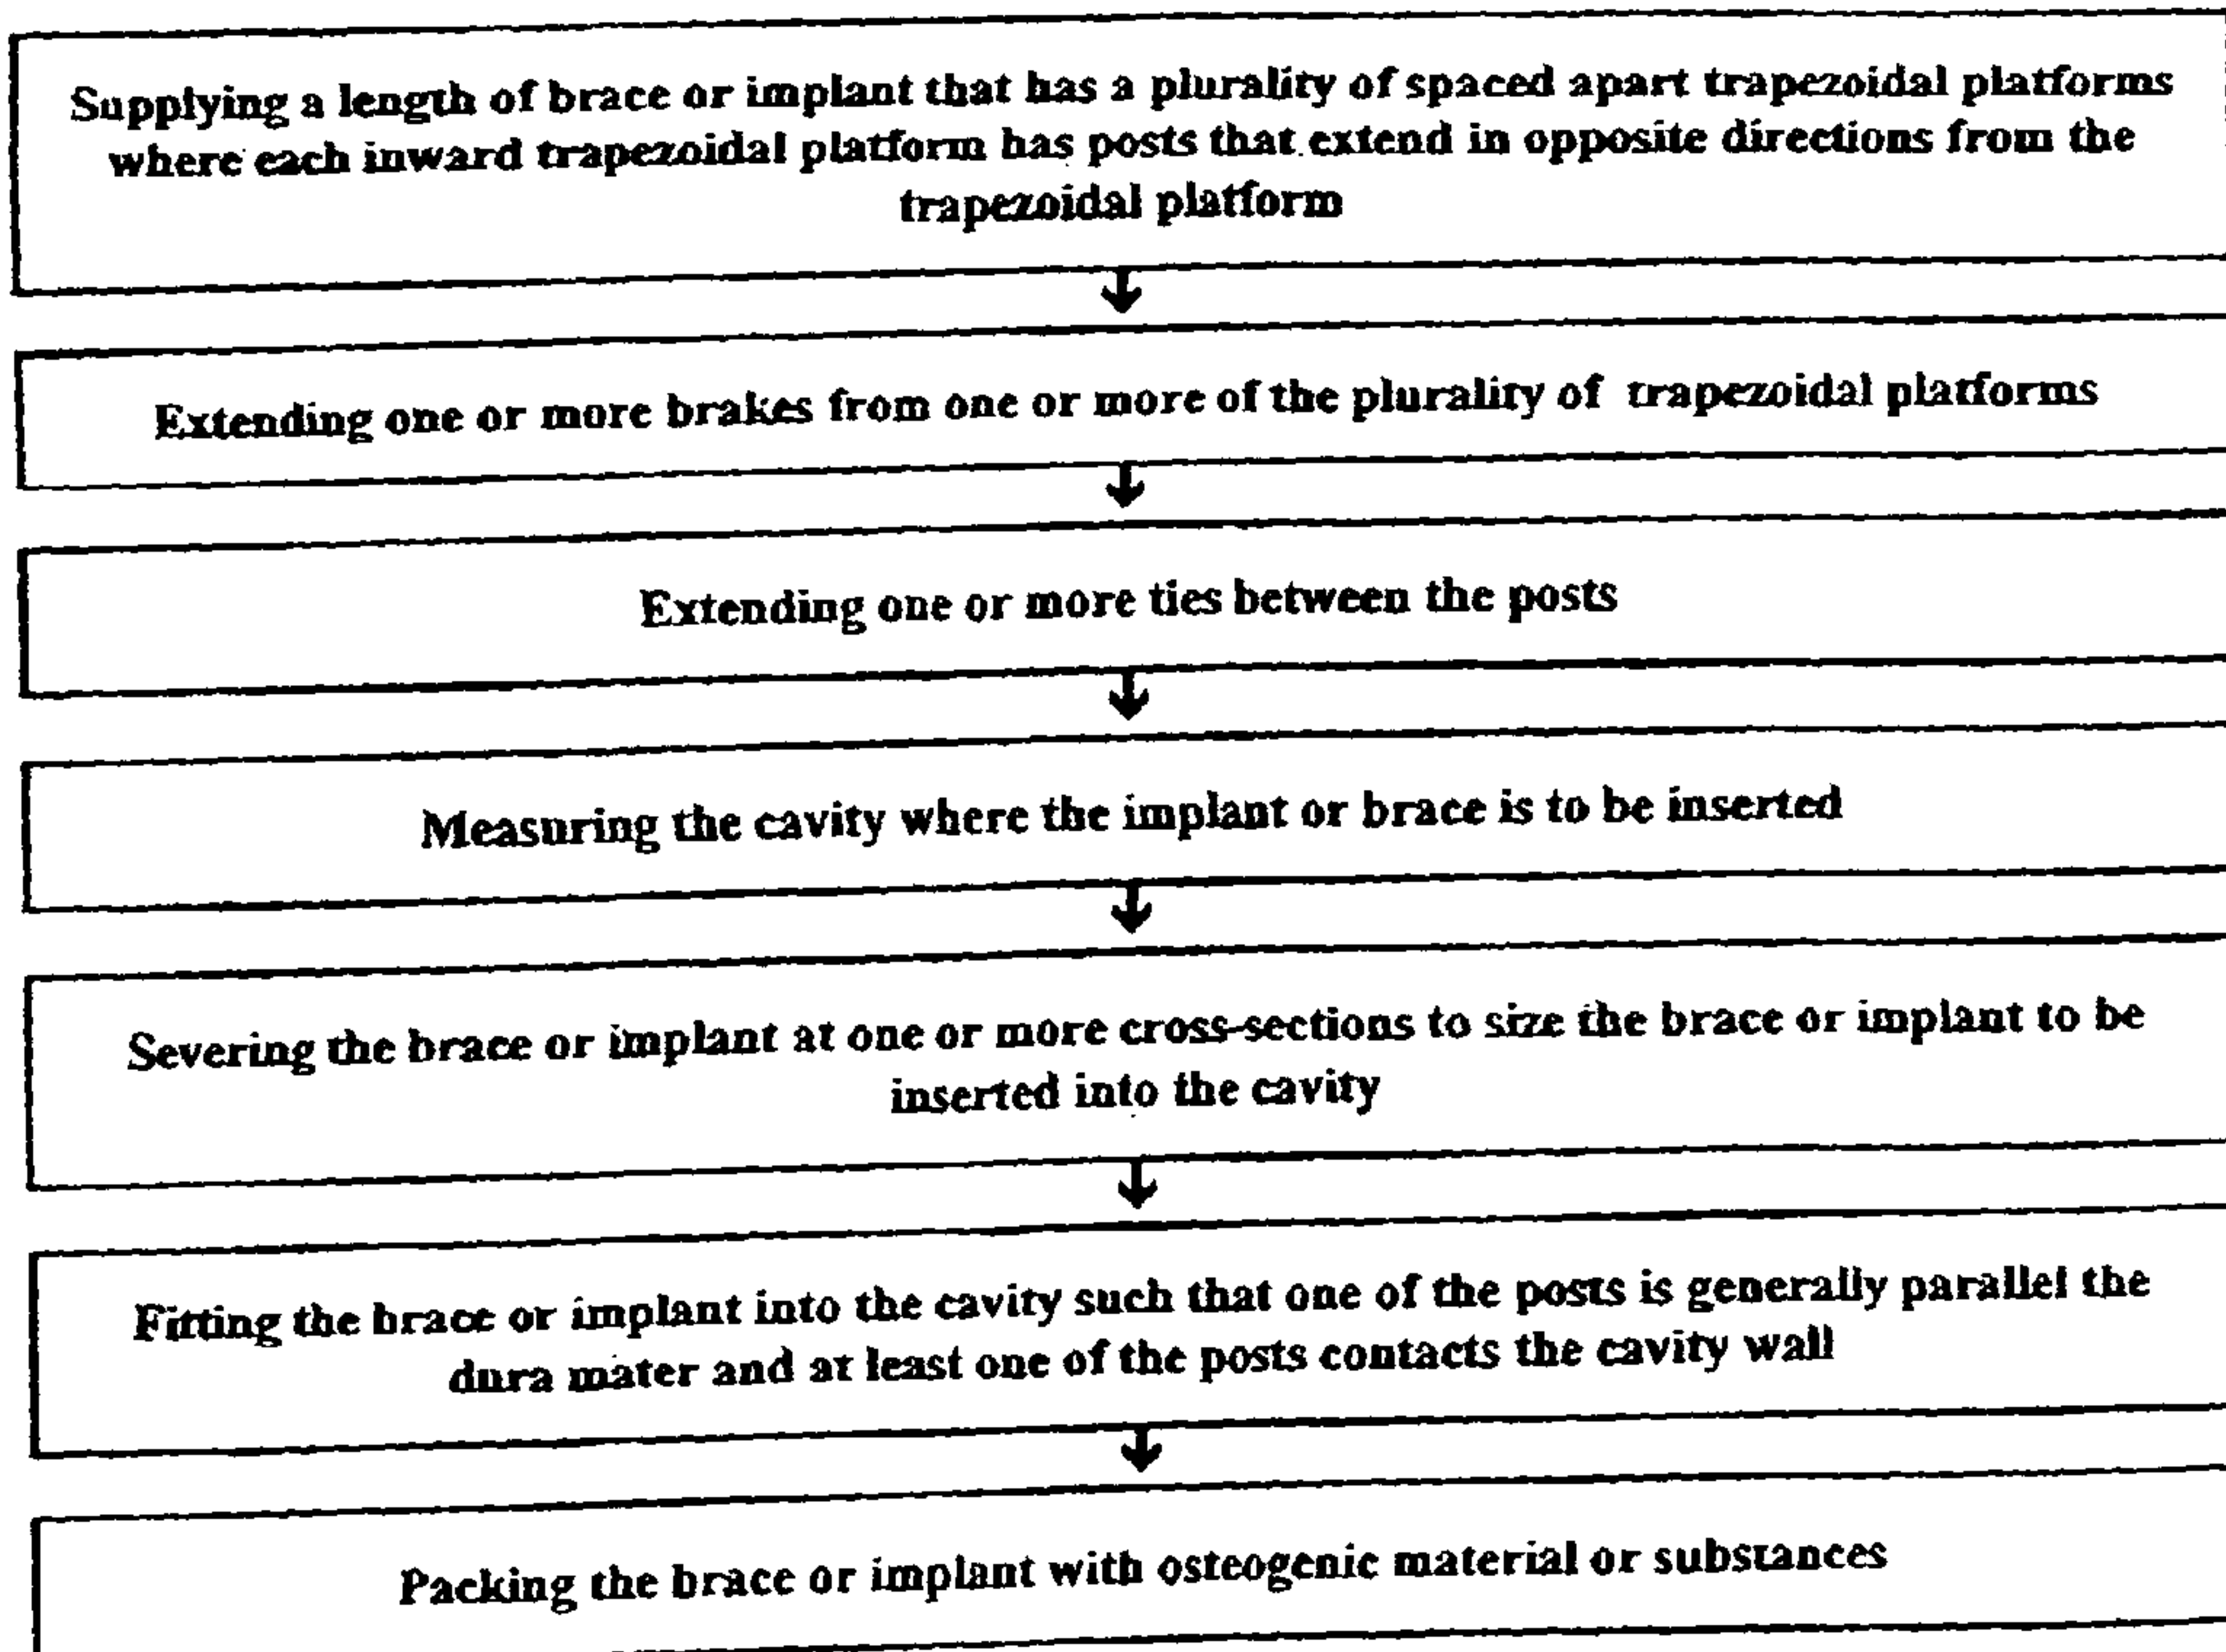 Supplying a length of brace or implant that has a plurality of spaced apart trapezoidal platforms
where each inward trapezoidal platform has posts that extend in opposite directions from the
trapezoidal platform
Extending one or more brakes from one or more of the plurality of trapezoidal platforms
Extending one or more ties between the posts
Measuring the cavity where the implant or brace is to be inserted
Severing the brace or implant at one or more cross-sections to size the brace or implant to be
inserted into the cavity
Fitting the brace or implant into the cavity such that one of the posts is generally parallel the
dura mater and at least one of the posts contacts the cavity wall
Packing the brace or implant with osteogenic material or substances